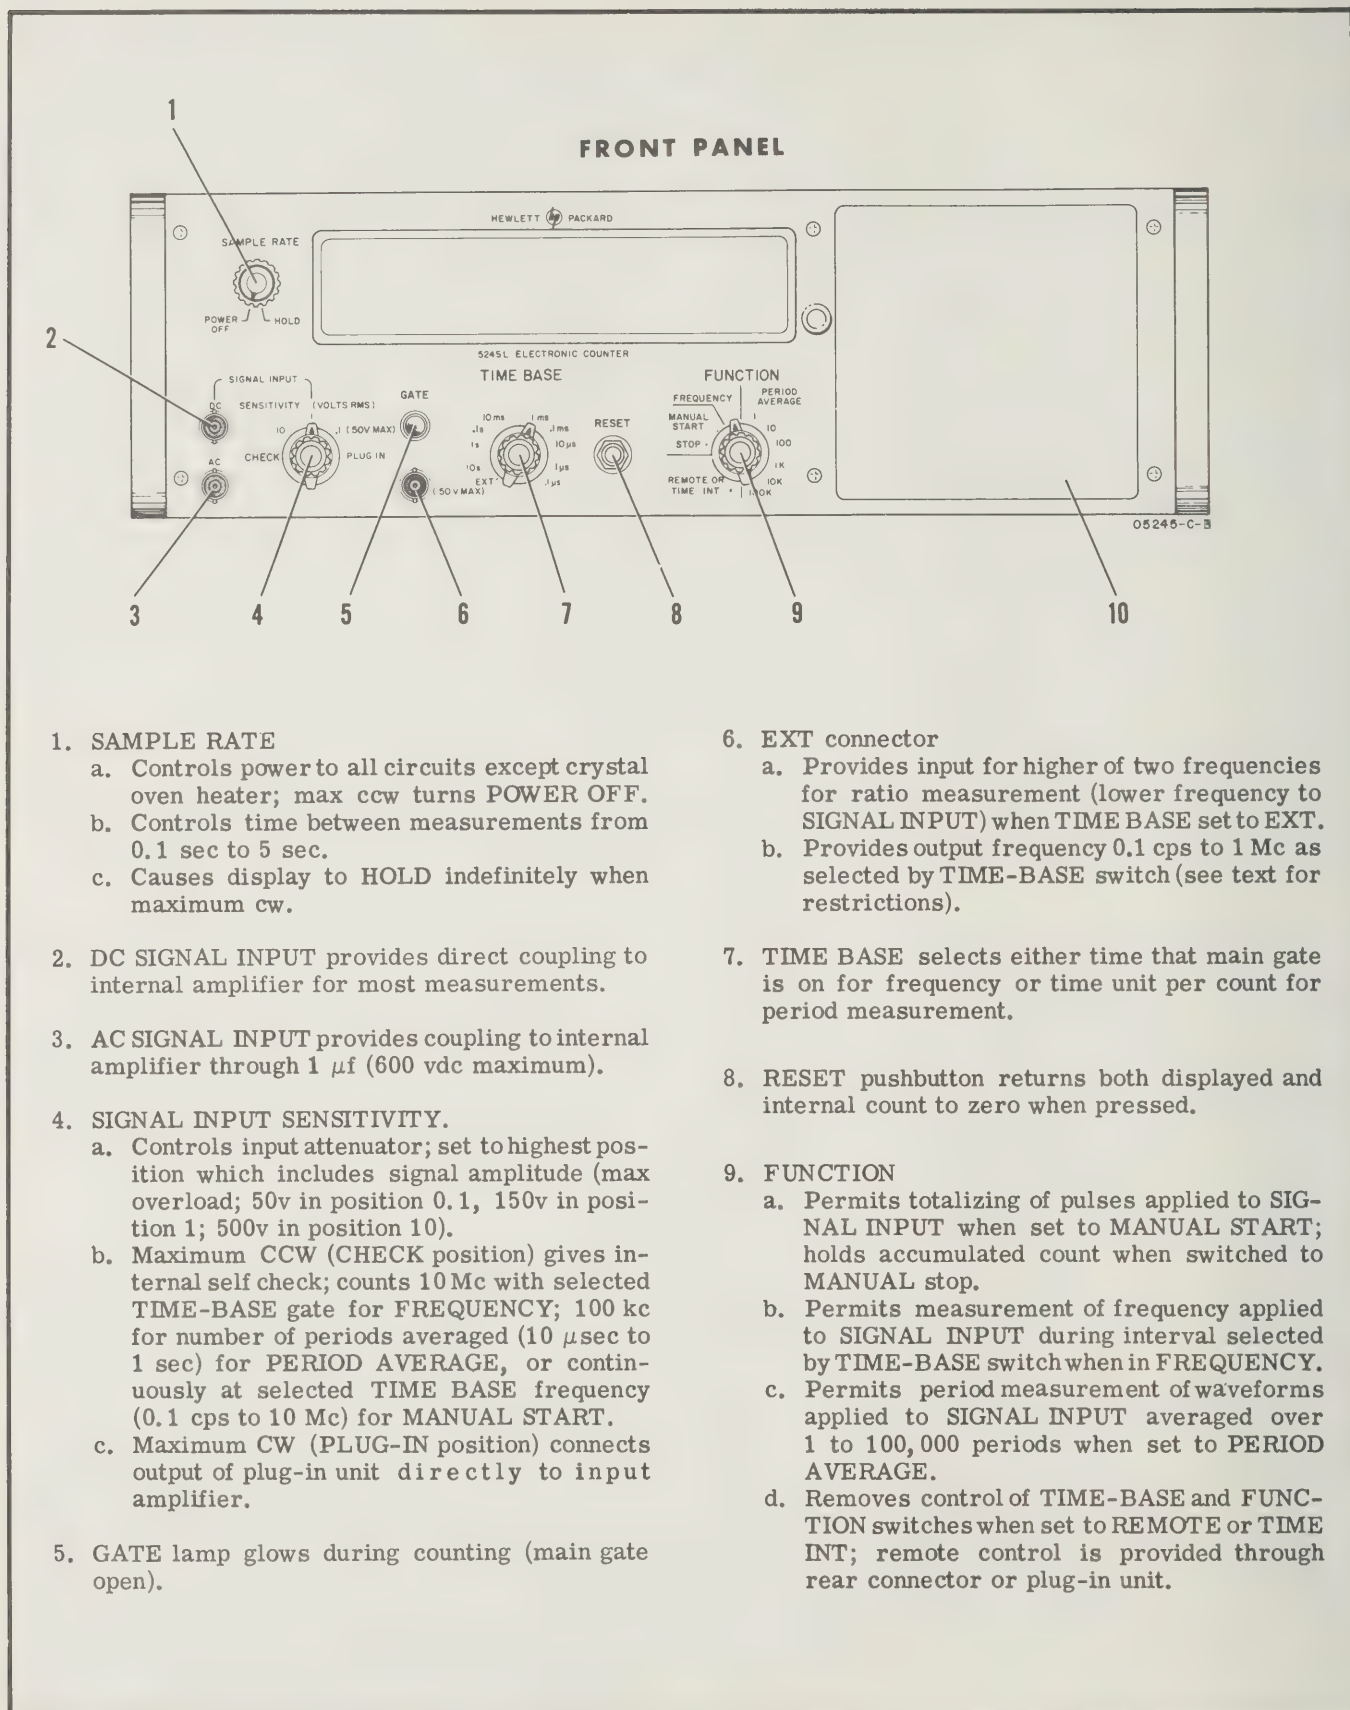 1
FRONT PANEL
HEWLETT PACKARD
SAMPLE RATE
POWER OFF
HOLD
2
5245L ELECTRONIC COUNTER
SIGNAL INPUT
DC
SENSITIVITY (VOLTS RMS)
1
10
.1 (50V MAX)
CHECK
PLUG IN
AC
GATE
(50V MAX)
TIME BASE
10ms
1ms
.1s
.1ms
1s
10µs
10s
1µs
EXT
.1µs
RESET
FUNCTION
FREQUENCY
PERIOD
AVERAGE
MANUAL
START
1
10
STOP
100
1K
REMOTE OR
TIME INT
10K
100K
05245-C-3
3
4
5
6
7
8
9
10
1. SAMPLE RATE
a. Controls power to all circuits except crystal
oven heater; max ccw turns POWER OFF.
b. Controls time between measurements from
0.1 sec to 5 sec.
c. Causes display to HOLD indefinitely when
maximum cw.
2. DC SIGNAL INPUT provides direct coupling to
internal amplifier for most measurements.
3. AC SIGNAL INPUT provides coupling to internal
amplifier through 1 µf (600 vdc maximum).
4. SIGNAL INPUT SENSITIVITY.
a. Controls input attenuator; set to highest pos-
ition which includes signal amplitude (max
overload; 50v in position 0.1, 150v in posi-
tion 1; 500v in position 10).
b. Maximum CCW (CHECK position) gives in-
ternal self check; counts 10 Mc with selected
TIME-BASE gate for FREQUENCY; 100 kc
for number of periods averaged (10 µsec to
1 sec) for PERIOD AVERAGE, or contin-
uously at selected TIME BASE frequency
(0.1 cps to 10 Mc) for MANUAL START.
c. Maximum CW (PLUG-IN position) connects
output of plug-in unit directly to input
amplifier.
5. GATE lamp glows during counting (main gate
open).
6. EXT connector
a. Provides input for higher of two frequencies
for ratio measurement (lower frequency to
SIGNAL INPUT) when TIME BASE set to EXT.
b. Provides output frequency 0.1 cps to 1 Mc as
selected by TIME-BASE switch (see text for
restrictions).
7. TIME BASE selects either time that main gate
is on for frequency or time unit per count for
period measurement.
8. RESET pushbutton returns both displayed and
internal count to zero when pressed.
9. FUNCTION
a. Permits totalizing of pulses applied to SIG-
NAL INPUT when set to MANUAL START;
holds accumulated count when switched to
MANUAL stop.
b. Permits measurement of frequency applied
to SIGNAL INPUT during interval selected
by TIME-BASE switch when in FREQUENCY.
c. Permits period measurement of waveforms
applied to SIGNAL INPUT averaged over
1 to 100,000 periods when set to PERIOD
AVERAGE.
d. Removes control of TIME-BASE and FUNC-
TION switches when set to REMOTE or TIME
INT; remote control is provided through
rear connector or plug-in unit.